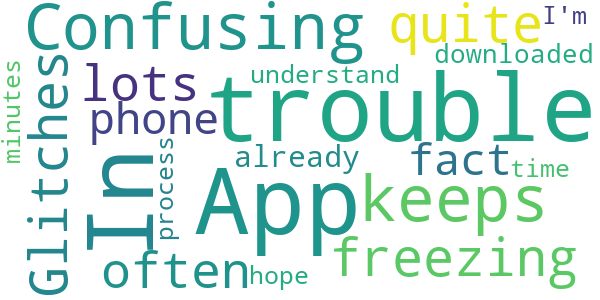 Confusing
quite
I'm
downloaded
minutes
Glitches
lots
understand
trouble
phone
In
process
already
fact
time
App
keeps
often
hope
freezing